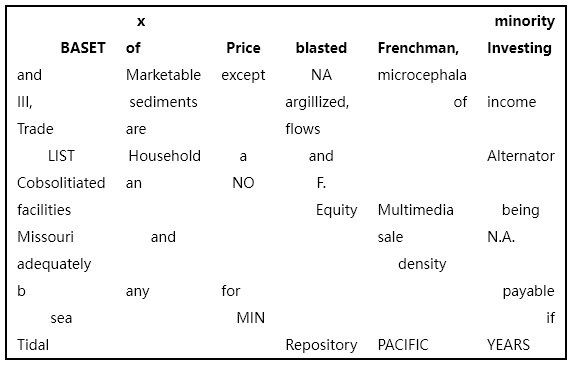 x minority
BASET of Price blasted Frenchman, Investing
and Marketable except NA microcephala
III, sediments argillized, of income
Trade are flows
LIST Household a and Alternator
Cobsolitiated an NO F.
facilities Equity Multimedia being
Missouri and sale N.A.
adequately density
b any for payable
sea MIN if
Tidal Repository PACIFIC YEARS